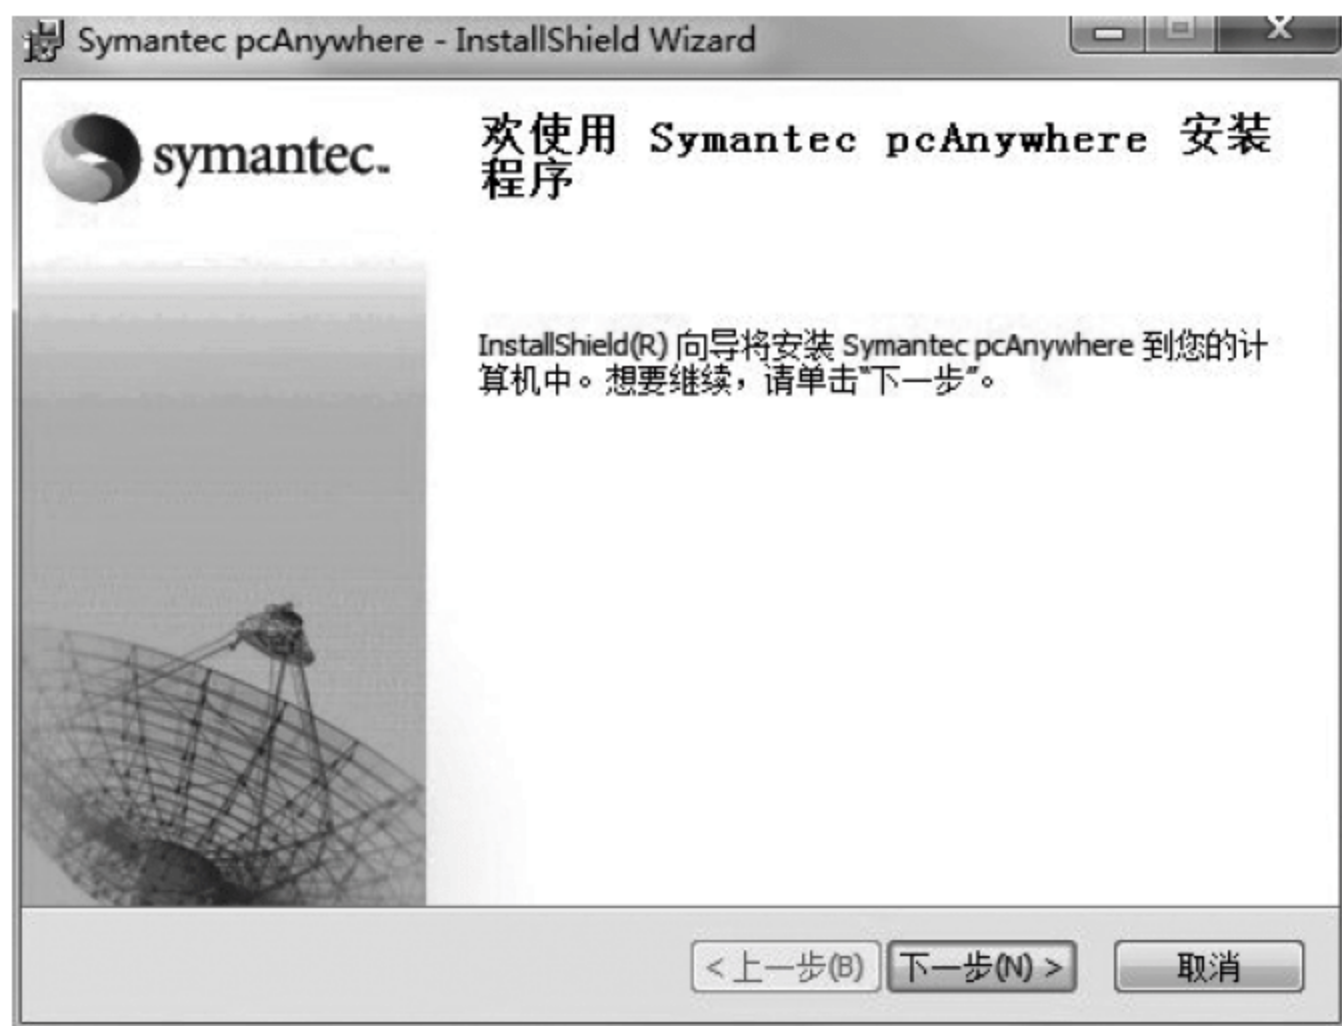 Symantec pcAnywhere - InstallShield Wizard
symantec.
欢使用 Symantec pcAnywhere 安装
程序
InstallShield(R) 向导将安装 Symantec pcAnywhere 到您的计
算机中。想要继续，请单击“下一步”。
< 上一步(B) 下一步(N) > 取消